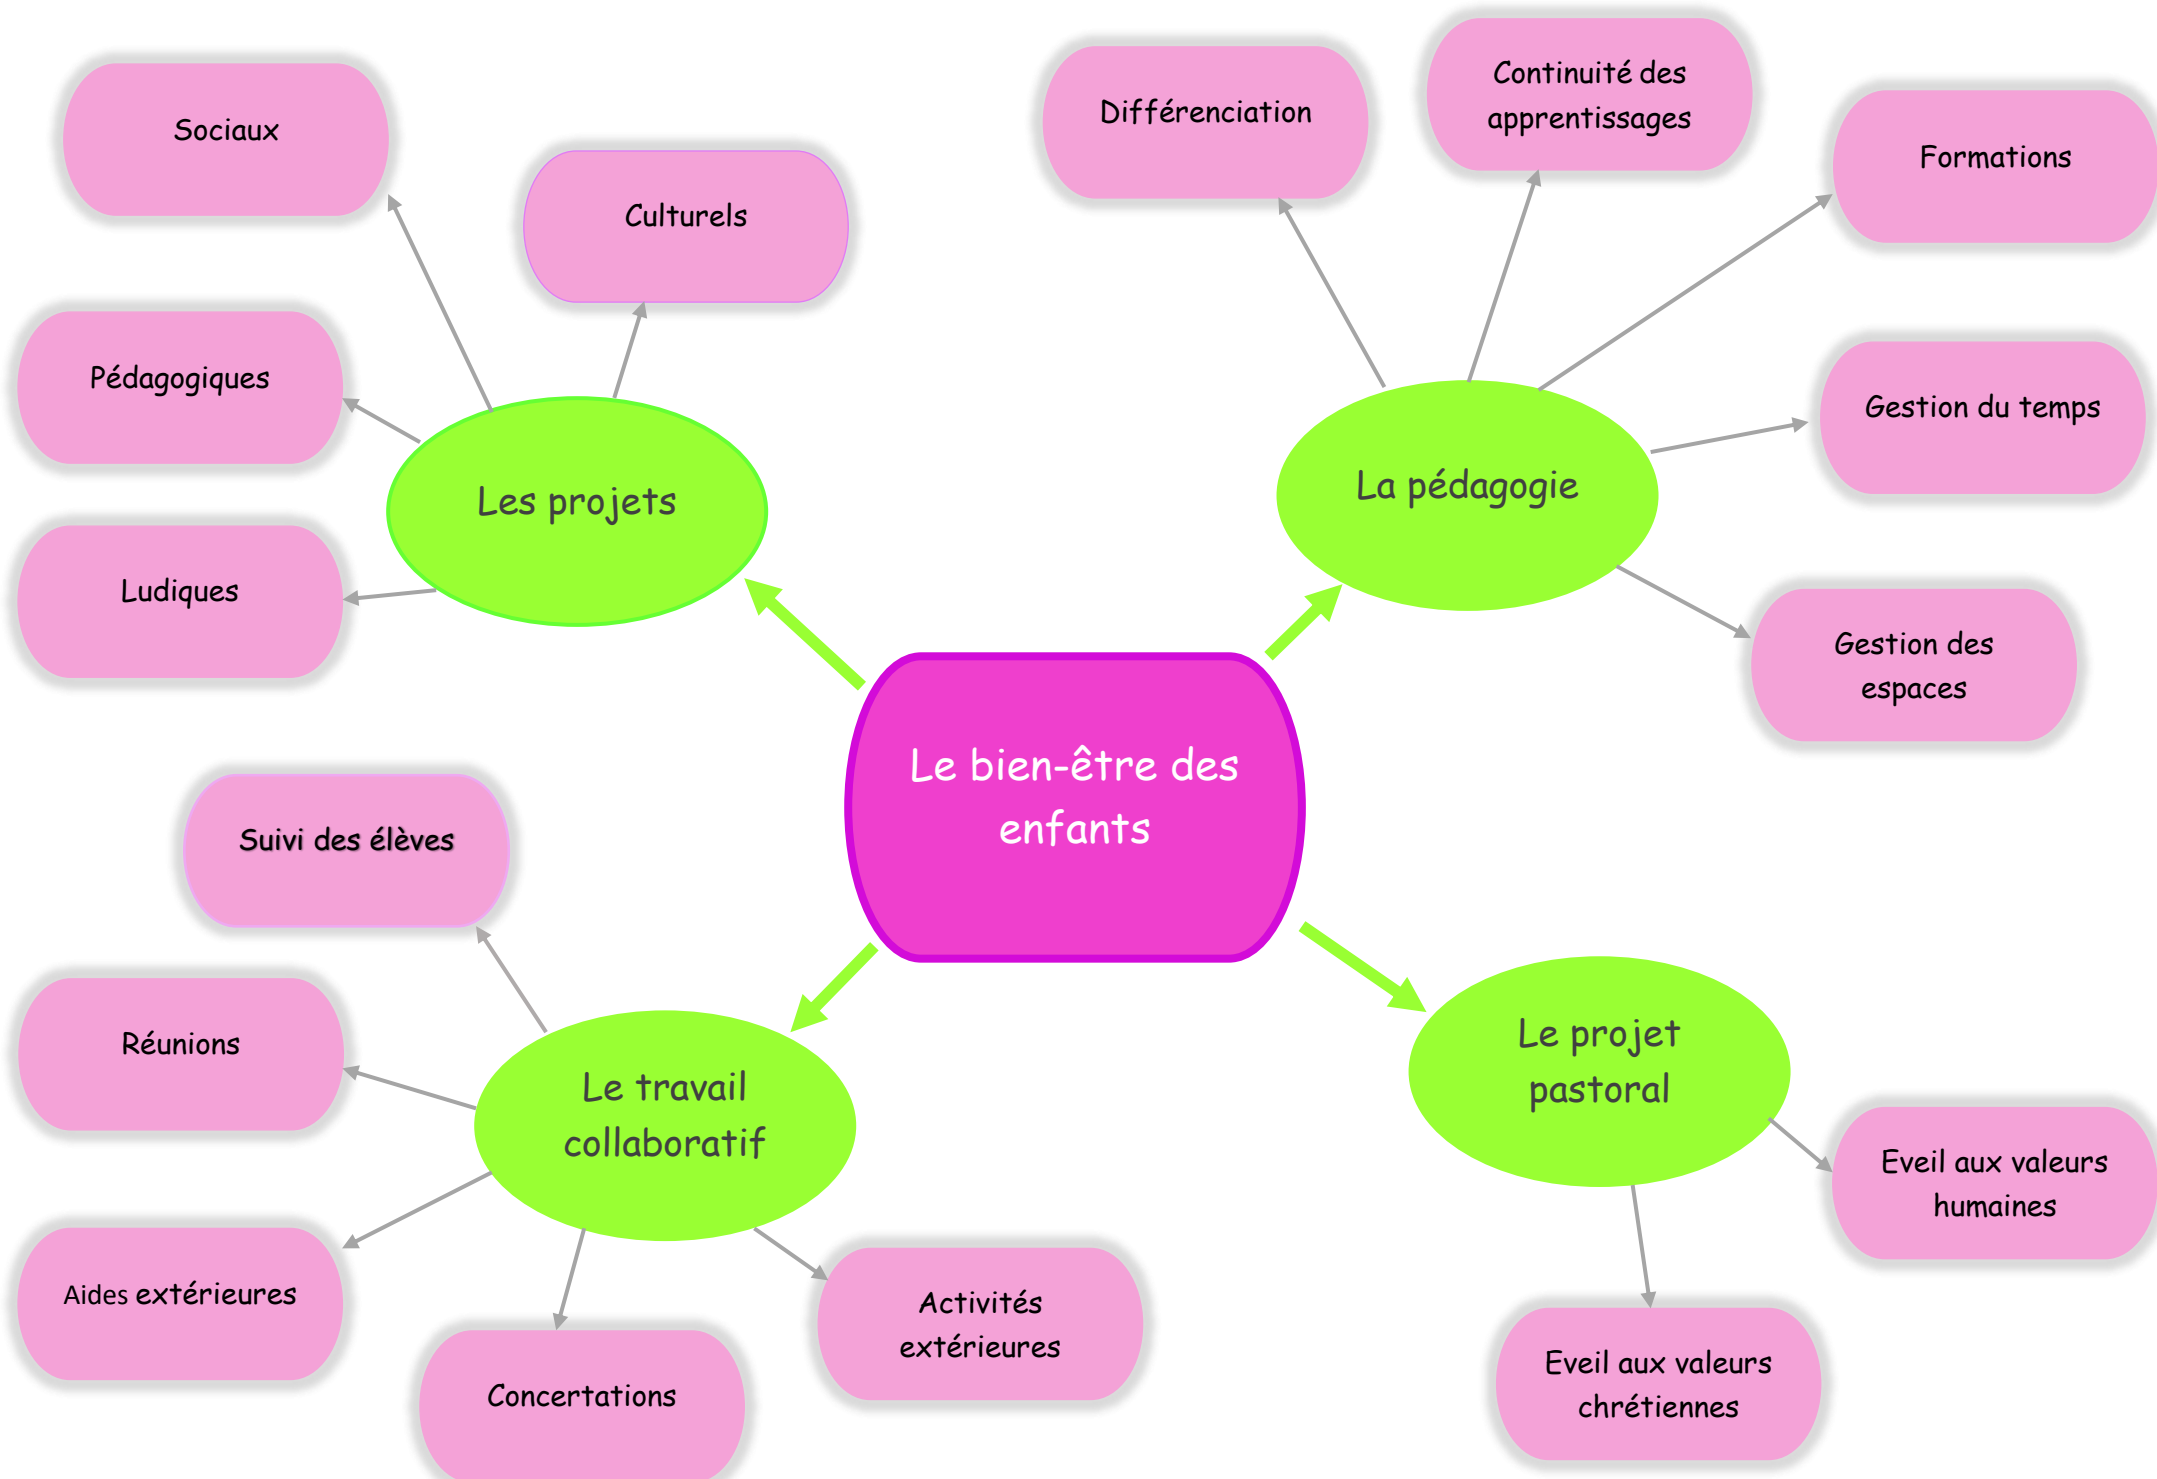 Sociaux
Culturels
Pédagogiques
Ludiques
Les projets
Différenciation
Continuité des
apprentissages
Formations
Gestion du temps
Gestion des
espaces
La pédagogie
Le bien-être des
enfants
Suivi des élèves
Réunions
Aides extérieures
Concertations
Activités
extérieures
Le travail
collaboratif
Le projet
pastoral
Eveil aux valeurs
humaines
Eveil aux valeurs
chrétiennes